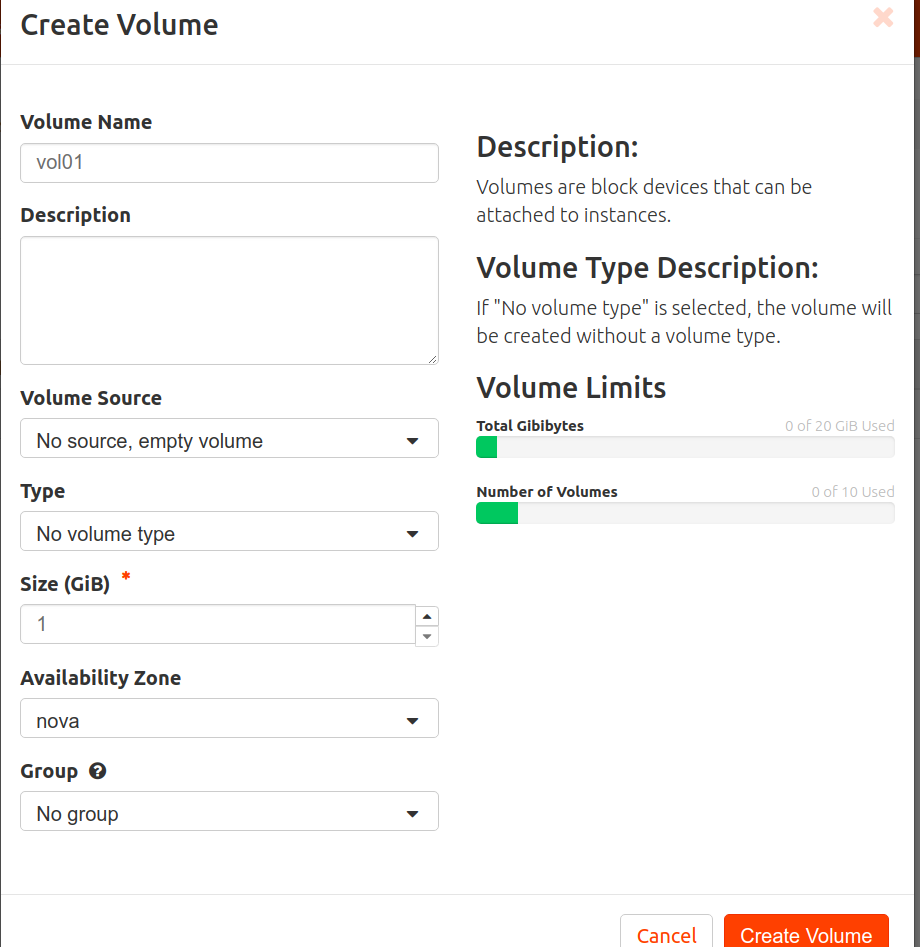 Create Volume
Volume Name
vol01
Description
Volume Source
No source, empty volume
Type
No volume type
Size (GiB) *
1
Availability Zone
nova
Group
No group
Description:
Volumes are block devices that can be
attached to instances.
Volume Type Description:
If "No volume type" is selected, the volume will
be created without a volume type.
Volume Limits
Total Gibibytes
0 of 20 GiB Used
Number of Volumes
0 of 10 Used
Cancel
Create Volume